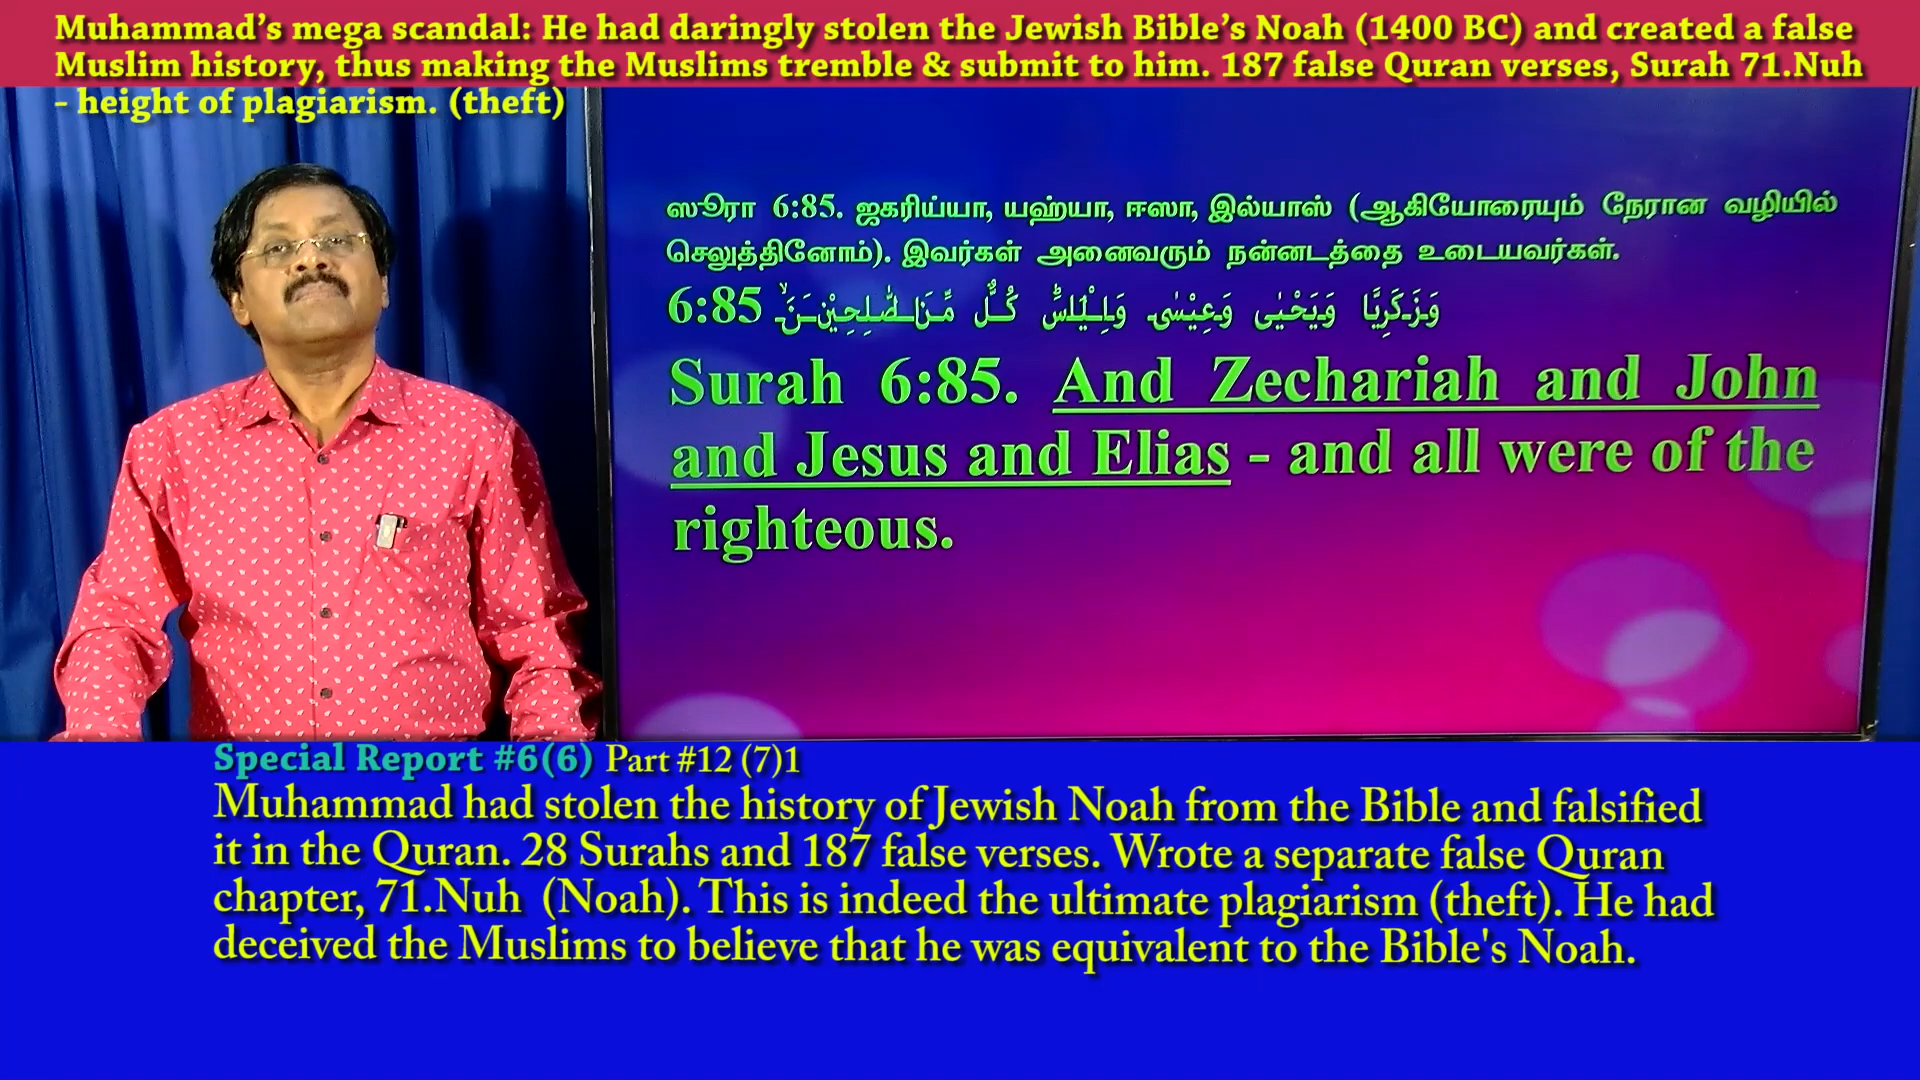 Muhammad’s mega scandal: He had daringly stolen the Jewish Bible’s Noah (1400 BC) and created a false
Muslim history, thus making the Muslims tremble & submit to him. 187 false Quran verses, Surah 71.Nuh
- height of plagiarism. (theft)
ஸூரா 6:85. ஜகரிய்யா, யஹ்யா, ஈஸா, இல்யாஸ் (ஆகியோரையும் நேரான வழியில்
செலுத்தினோம்). இவர்கள் அனைவரும் நன்னடத்தை உடையவர்கள்.
6:85 وَزَكَرِيَّا وَيَحْيٰى وَعِيْسٰى وَاِلْيَاسَؕ كُلٌّ مِّنَ الصّٰلِحِيْنَۙ
Surah 6:85. And Zechariah and John
and Jesus and Elias - and all were of the
righteous.
Special Report #6(6) Part #12 (7)1
Muhammad had stolen the history of Jewish Noah from the Bible and falsified
it in the Quran. 28 Surahs and 187 false verses. Wrote a separate false Quran
chapter, 71.Nuh (Noah). This is indeed the ultimate plagiarism (theft). He had
deceived the Muslims to believe that he was equivalent to the Bible's Noah.